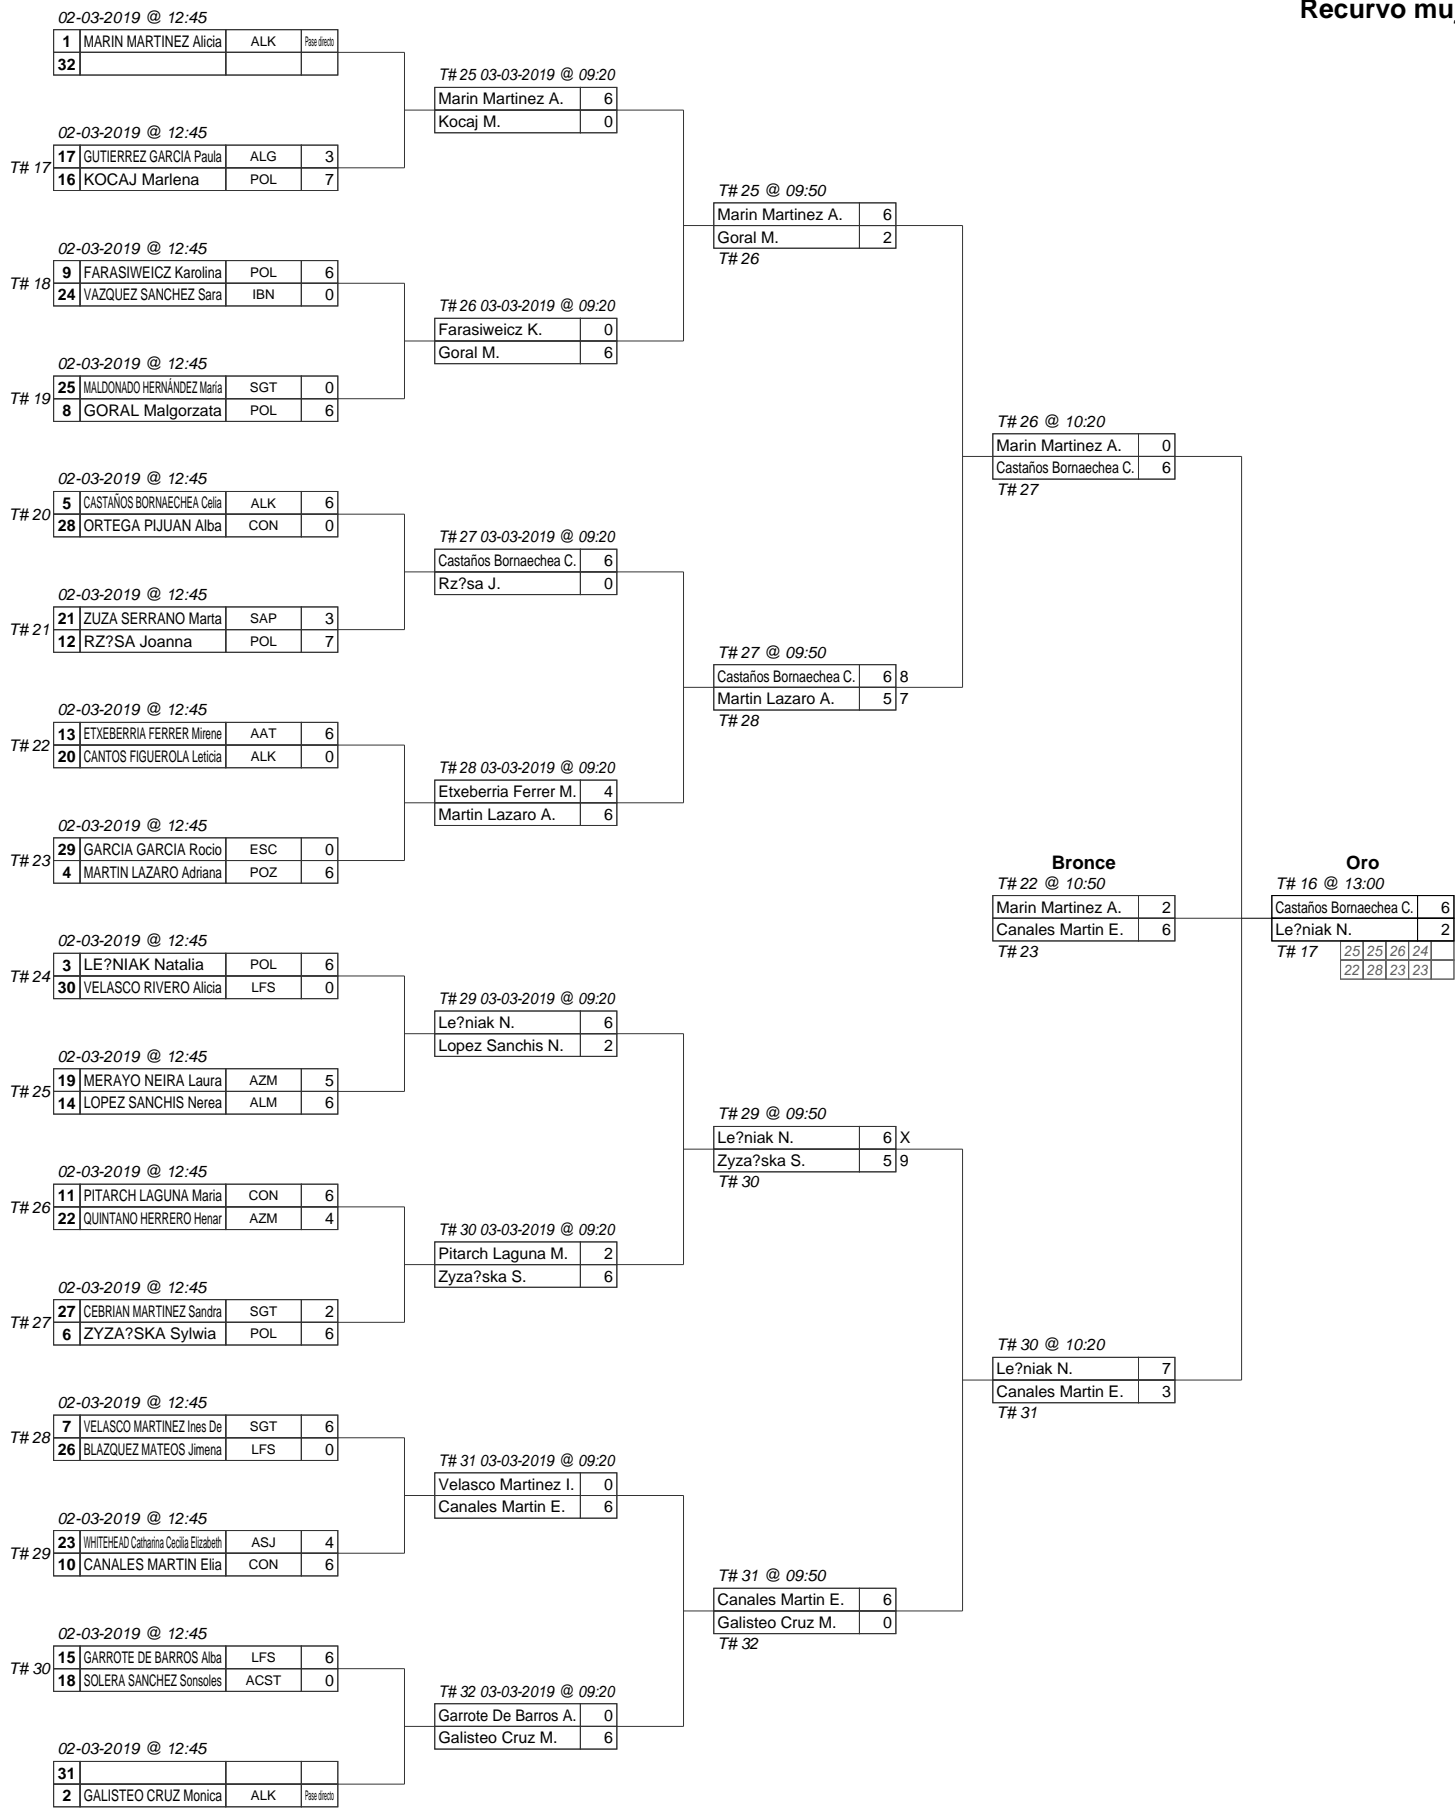 Recurvo muj
02-03-2019 @ 12:45
1 MARIN MARTINEZ Alicia ALK Pase directo
32
T# 25 03-03-2019 @ 09:20
Marin Martinez A. 6
Kocaj M. 0
02-03-2019 @ 12:45
T# 17
17 GUTIERREZ GARCIA Paula ALG 3
16 KOCAJ Marlena POL 7
T# 25 @ 09:50
Marin Martinez A. 6
Goral M. 2
T# 26
02-03-2019 @ 12:45
T# 18
9 FARASIWEICZ Karolina POL 6
24 VAZQUEZ SANCHEZ Sara IBN 0
T# 26 03-03-2019 @ 09:20
Farasiweicz K. 0
Goral M. 6
02-03-2019 @ 12:45
T# 19
25 MALDONADO HERNÁNDEZ María SGT 0
8 GORAL Malgorzata POL 6
T# 26 @ 10:20
Marin Martinez A. 0
Castaños Bornaechea C. 6
T# 27
02-03-2019 @ 12:45
T# 20
5 CASTAÑOS BORNAECHEA Celia ALK 6
28 ORTEGA PIJUAN Alba CON 0
T# 27 03-03-2019 @ 09:20
Castaños Bornaechea C. 6
Rz?sa J. 0
02-03-2019 @ 12:45
T# 21
21 ZUZA SERRANO Marta SAP 3
12 RZ?SA Joanna POL 7
T# 27 @ 09:50
Castaños Bornaechea C. 6 8
Martin Lazaro A. 5 7
T# 28
02-03-2019 @ 12:45
T# 22
13 ETXEBERRIA FERRER Mirene AAT 6
20 CANTOS FIGUEROLA Leticia ALK 0
T# 28 03-03-2019 @ 09:20
Etxeberria Ferrer M. 4
Martin Lazaro A. 6
02-03-2019 @ 12:45
T# 23
29 GARCIA GARCIA Rocio ESC 0
4 MARTIN LAZARO Adriana POZ 6
Bronce
T# 22 @ 10:50
Marin Martinez A. 2
Canales Martin E. 6
T# 23
Oro
T# 16 @ 13:00
Castaños Bornaechea C. 6
Le?niak N. 2
T# 17 25 25 26 24
22 28 23 23
02-03-2019 @ 12:45
T# 24
3 LE?NIAK Natalia POL 6
30 VELASCO RIVERO Alicia LFS 0
T# 29 03-03-2019 @ 09:20
Le?niak N. 6
Lopez Sanchis N. 2
02-03-2019 @ 12:45
T# 25
19 MERAYO NEIRA Laura AZM 5
14 LOPEZ SANCHIS Nerea ALM 6
T# 29 @ 09:50
Le?niak N. 6 X
Zyza?ska S. 5 9
T# 30
02-03-2019 @ 12:45
T# 26
11 PITARCH LAGUNA Maria CON 6
22 QUINTANO HERRERO Henar AZM 4
T# 30 03-03-2019 @ 09:20
Pitarch Laguna M. 2
Zyza?ska S. 6
02-03-2019 @ 12:45
T# 27
27 CEBRIAN MARTINEZ Sandra SGT 2
6 ZYZA?SKA Sylwia POL 6
T# 30 @ 10:20
Le?niak N. 7
Canales Martin E. 3
T# 31
02-03-2019 @ 12:45
T# 28
7 VELASCO MARTINEZ Ines De SGT 6
26 BLAZQUEZ MATEOS Jimena LFS 0
T# 31 03-03-2019 @ 09:20
Velasco Martinez I. 0
Canales Martin E. 6
02-03-2019 @ 12:45
T# 29
23 WHITEHEAD Catharina Cecilia Elizabeth ASJ 4
10 CANALES MARTIN Elia CON 6
T# 31 @ 09:50
Canales Martin E. 6
Galisteo Cruz M. 0
T# 32
02-03-2019 @ 12:45
T# 30
15 GARROTE DE BARROS Alba LFS 6
18 SOLERA SANCHEZ Sonsoles ACST 0
T# 32 03-03-2019 @ 09:20
Garrote De Barros A. 0
Galisteo Cruz M. 6
02-03-2019 @ 12:45
31
2 GALISTEO CRUZ Monica ALK Pase directo